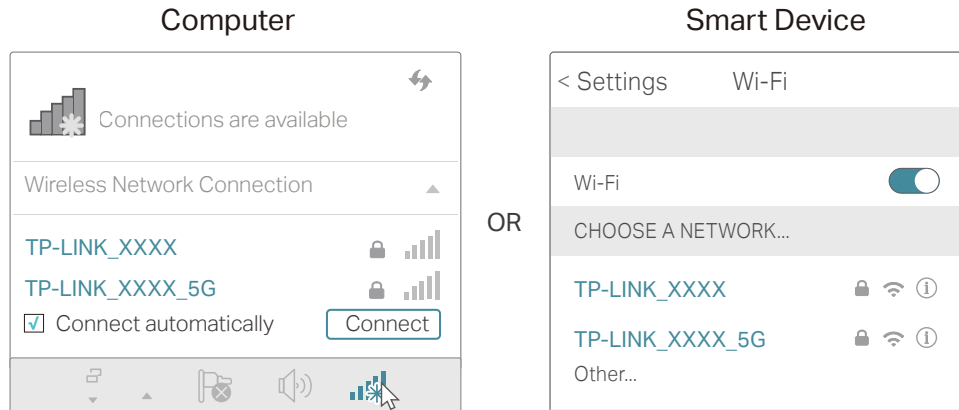 Computer
Connections are available
Wireless Network Connection
TP-LINK_XXXX
TP-LINK_XXXX_5G
Connect automatically
Connect
OR
Smart Device
< Settings
Wi-Fi
Wi-Fi
CHOOSE A NETWORK...
TP-LINK_XXXX
TP-LINK_XXXX_5G
Other...